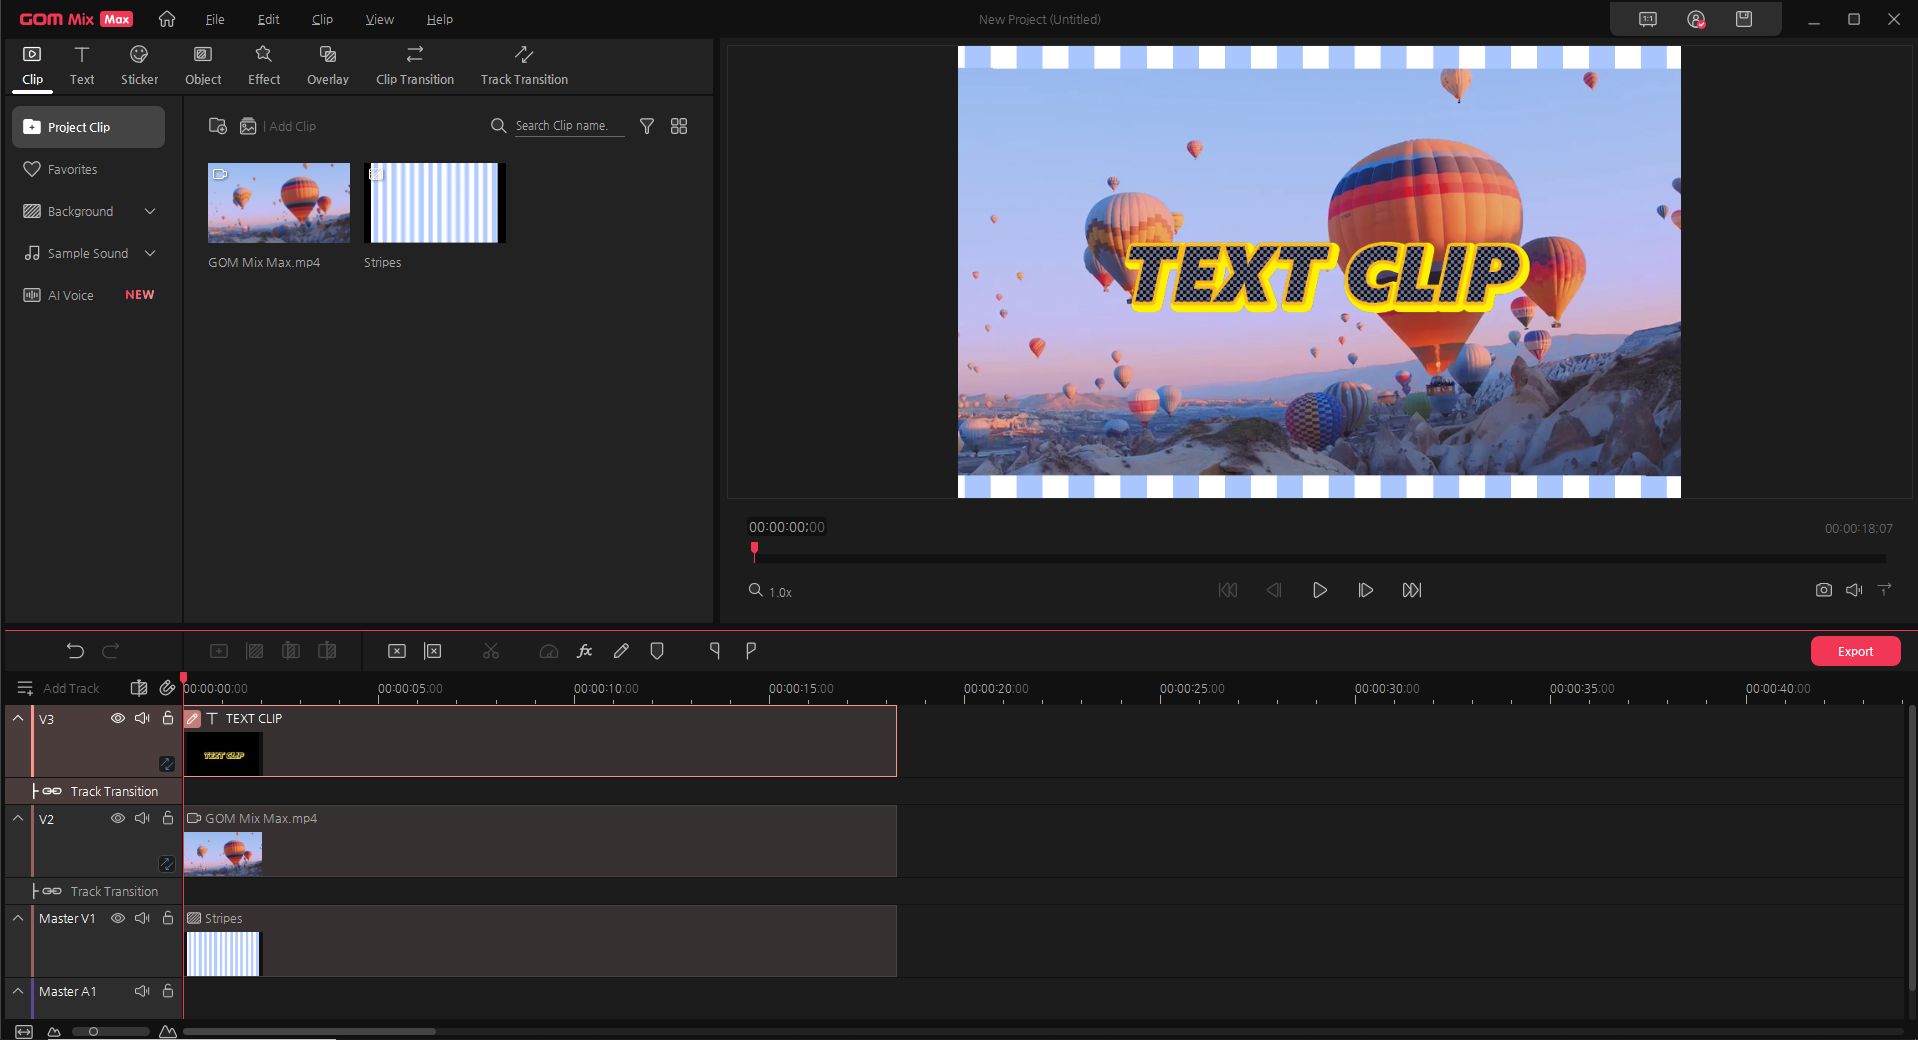 GOM Mix Max File Edit Clip View Help New Project (Untitled) 1:1
Clip Text Sticker Object Effect Overlay Clip Transition Track Transition
Project Clip
Favorites
Background
Sample Sound
AI Voice NEW
| Add Clip Search Clip name.
GOM Mix Max.mp4 Stripes
TEXT CLIP
00:00:00;00 00:00:18;07
1.0x
fx
Export
Add Track 00:00:00:00 00:00:05:00 00:00:10:00 00:00:15:00 00:00:20:00 00:00:25:00 00:00:30:00 00:00:35:00 00:00:40:00
V3 TEXT CLIP
TEXT CLIP
Track Transition
V2 GOM Mix Max.mp4
Track Transition
Master V1 Stripes
Master A1